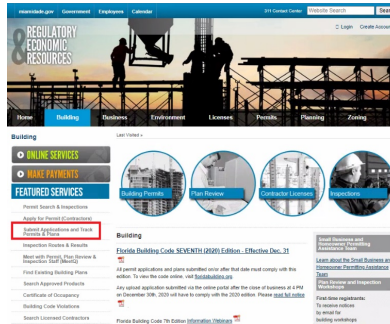 miamidade.gov Government Employees Calendar
311 Contact Center Website Search Sear
Login Create Accoun
& REGULATORY
ECONOMIC
RESOURCES
Home Building Business Environment Licenses Permits Planning Zoning
Building
Last Visited »
ONLINE SERVICES
MAKE PAYMENTS
FEATURED SERVICES
Permit Search & Inspections
Apply for Permit (Contractors)
Submit Applications and Track
Permits & Plans
Inspection Routes & Results
Meet with Permit, Plan Review &
Inspection Staff (MeetQ)
Find Existing Building Plans
Search Approved Products
Certificate of Occupancy
Building Code Violations
Search Licensed Contractors
Building Permits
Plan Review
Contractor Licenses
Inspections
Building
Florida Building Code SEVENTH (2020) Edition - Effective Dec. 31
All permit applications and plans submitted on/or after that date must comply with this
edition. To view the code online, visit floridabuilding.org.
Any upload application submitted via the online portal after the close of business at 4 PM
on December 30th, 2020 will have to comply with the 2020 edition. Please read full notice
Florida Building Code 7th Edition Information Webinars
Small Business and
Homeowner Permitting
Assistance Team
Learn about the Small Business and
Homeowner Permitting Assistance
Team
Plan Review and Inspection
Workshops
First-time registrants:
To receive notices
by email for
building workshops: